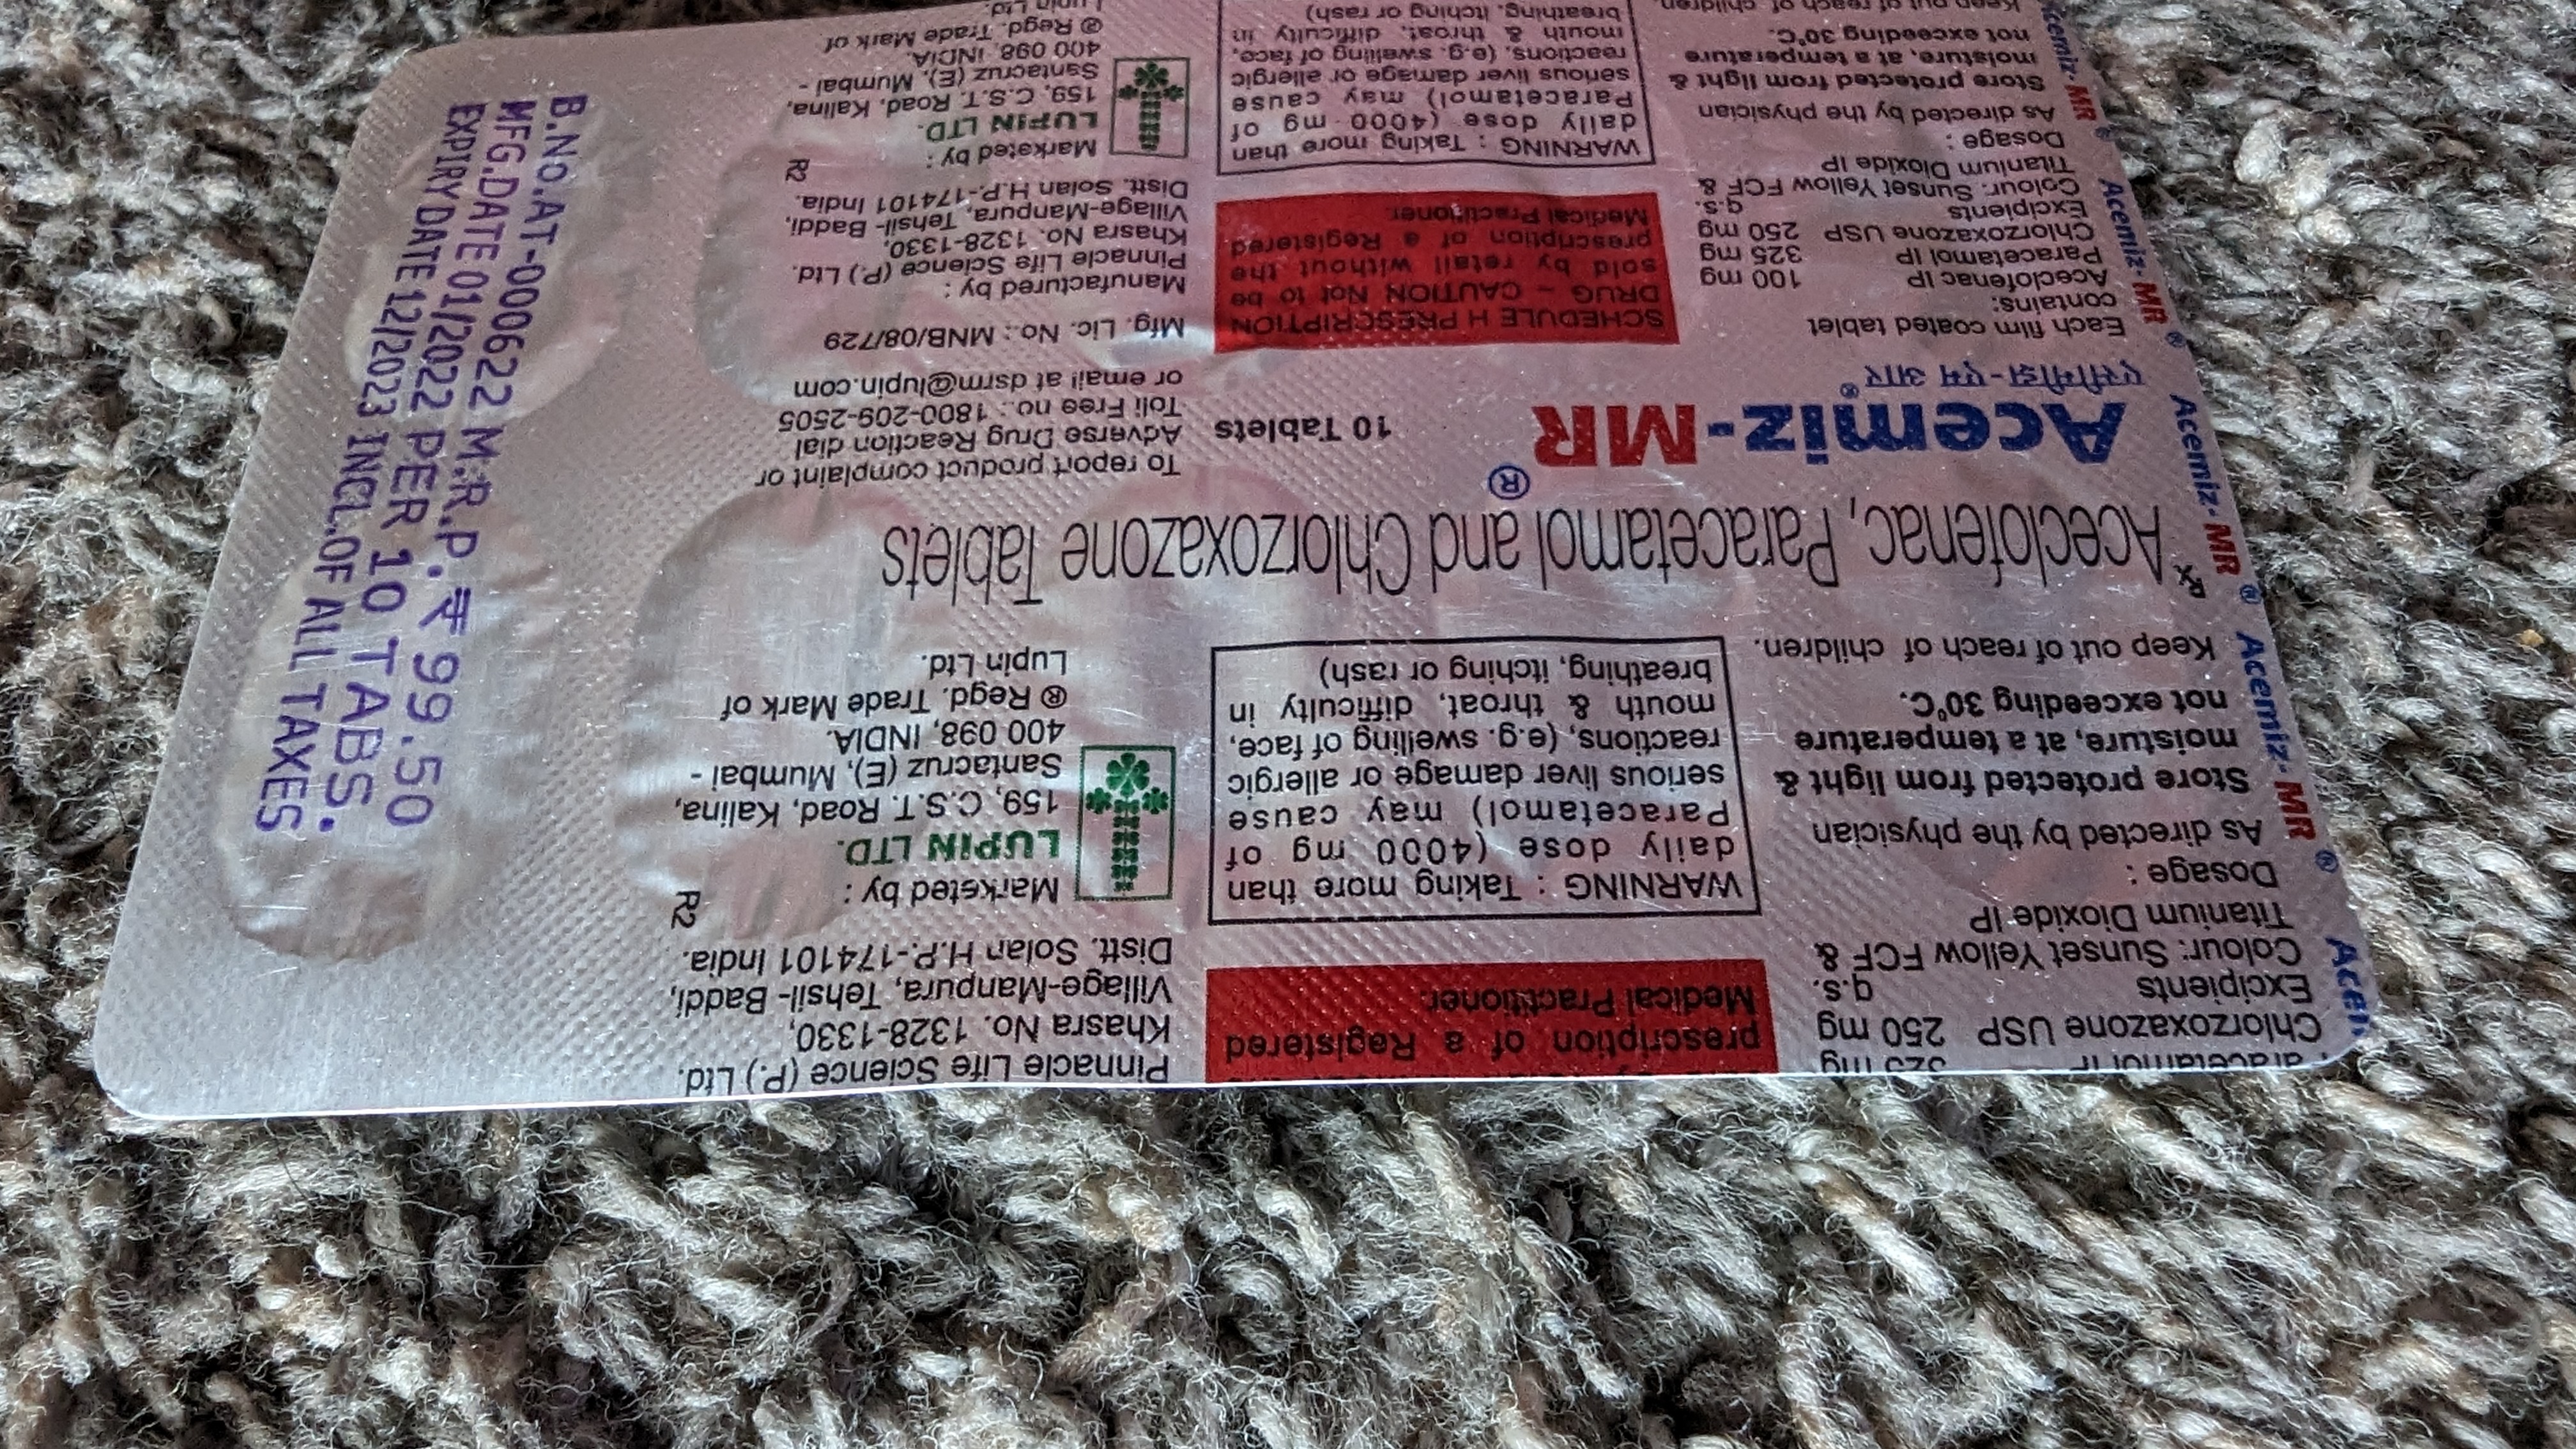 Pinnacle Life Science (P.) Ltd.
Khasra No. 1328-1330,
Village-Manpura, Tehsil- Baddi,
Distt. Solan H.P.-174101 India.
R2
Marketed by :
LUPIN LTD.
159, C.S.T. Road, Kalina,
Santacruz (E), Mumbai -
400 098, INDIA.
® Regd. Trade Mark of
Lupin Ltd.
prescription of a Registered
Medical Practitioner.
WARNING : Taking more than
daily dose (4000 mg of
Paracetamol) may cause
serious liver damage or allergic
reactions, (e.g. swelling of face,
mouth & throat, difficulty in
breathing, itching or rash)
325 mg
Chlorzoxazone USP 250 mg
Excipients q.s.
Colour: Sunset Yellow FCF &
Titanium Dioxide IP
Dosage :
As directed by the physician
Store protected from light &
moisture, at a temperature
not exceeding 30°C.
Keep out of reach of children.
Rx
Aceclofenac, Paracetamol and Chlorzoxazone Tablets
Acemiz-MR®
10 Tablets
एसीमीज़-एम आर
To report product complaint or
Adverse Drug Reaction dial
Toll Free no.: 1800-209-2505
or email at dsrm@lupin.com
Mfg. Lic. No.: MNB/08/729
Manufactured by :
Pinnacle Life Science (P.) Ltd.
Khasra No. 1328-1330,
Village-Manpura, Tehsil- Baddi,
Distt. Solan H.P.-174101 India.
R2
Marketed by :
LUPIN LTD.
159, C.S.T. Road, Kalina,
Santacruz (E), Mumbai -
400 098, INDIA.
® Regd. Trade Mark of
Lupin Ltd.
SCHEDULE H PRESCRIPTION
DRUG – CAUTION Not to be
sold by retail without the
prescription of a Registered
Medical Practitioner.
WARNING : Taking more than
daily dose (4000 mg of
Paracetamol) may cause
serious liver damage or allergic
reactions, (e.g. swelling of face,
mouth & throat, difficulty in
breathing, itching or rash)
Each film coated tablet
contains:
Aceclofenac IP 100 mg
Paracetamol IP 325 mg
Chlorzoxazone USP 250 mg
Excipients q.s.
Colour: Sunset Yellow FCF &
Titanium Dioxide IP
Dosage :
As directed by the physician
Store protected from light &
moisture, at a temperature
not exceeding 30°C.
Keep out of reach of children.
Acemiz-MR®
Acemiz-MR®
Acemiz-MR®
Acemiz-MR®
B.No.AT-000622 M.R.P.₹ 99.50
MFG.DATE 01/2022 PER 10 TABS.
EXPIRY DATE 12/2023 INCL.OF ALL TAXES